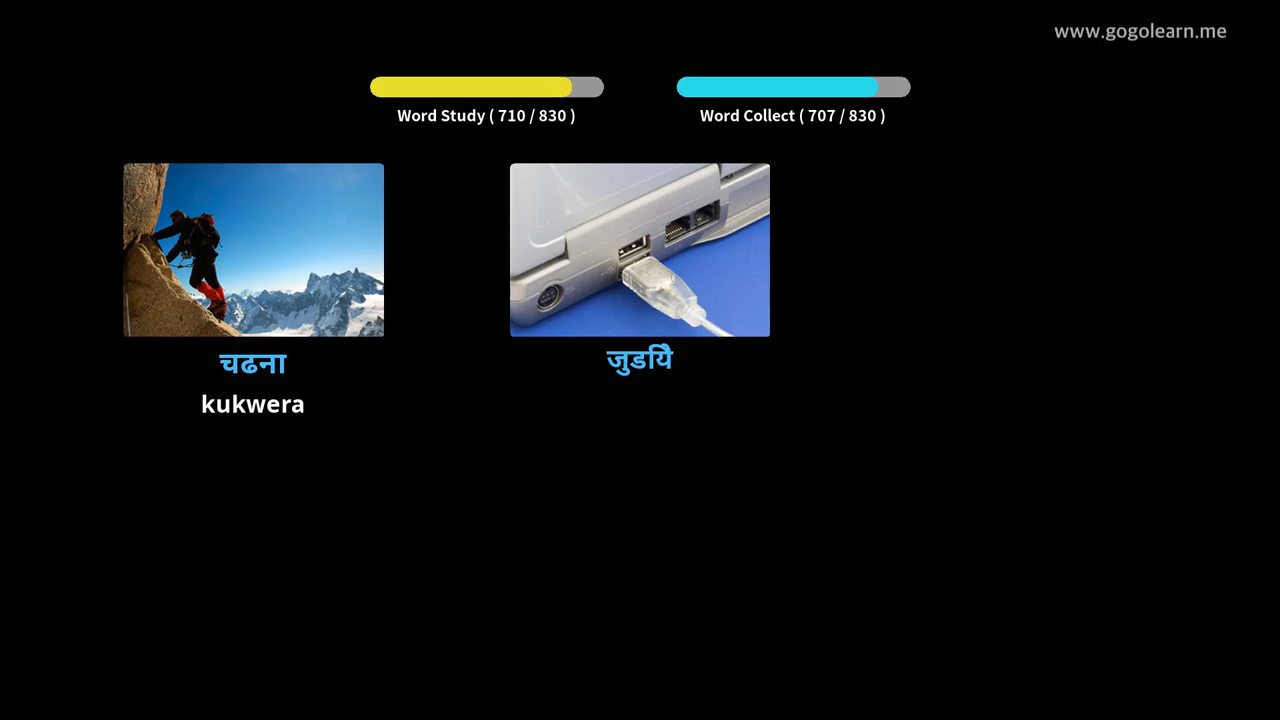 www.gogolearn.me
Word Study ( 710 / 830 )
Word Collect ( 707 / 830 )
चढना
जुडयिे
kukwera